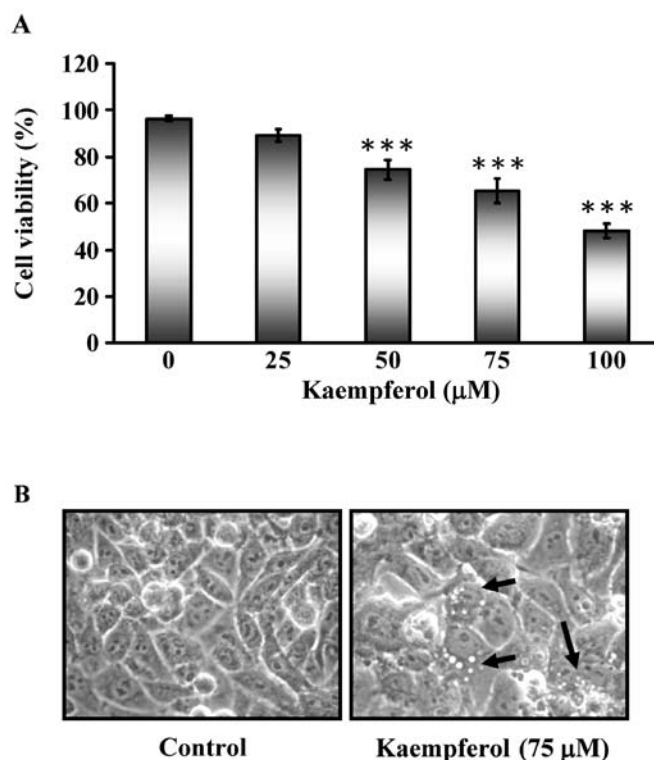 A
120
100
80
60
40
20
0
Cell viability (%)
***
***
***
0 25 50 75 100
Kaempferol (μM)
B
Control Kaempferol (75 μM)